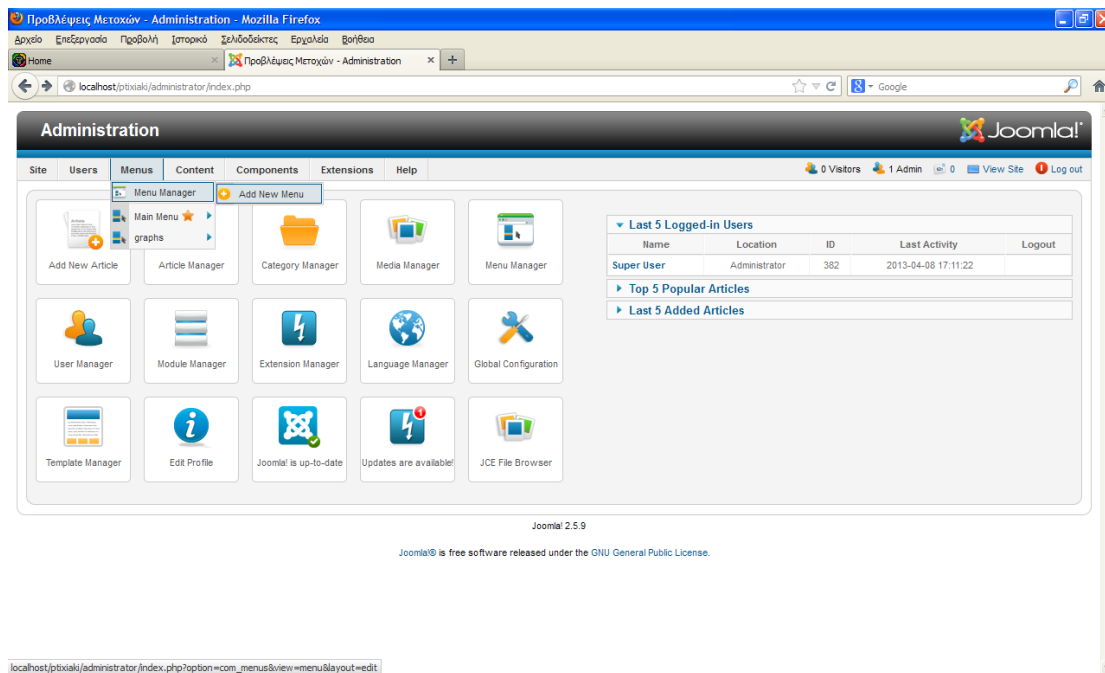 Προβλέψεις Μετοχών - Administration - Mozilla Firefox
Αρχείο Επεξεργασία Προβολή Ιστορικό Σελιδοδείκτες Εργαλεία Βοήθεια
Home Προβλέψεις Μετοχών - Administration
localhost/ptixiaki/administrator/index.php Google
Administration Joomla!
Site Users Menus Content Components Extensions Help 0 Visitors 1 Admin 0 View Site Log out
Menu Manager Add New Menu
Main Menu
graphs
Add New Article Article Manager Category Manager Media Manager Menu Manager
Last 5 Logged-in Users
Name Location ID Last Activity Logout
Super User Administrator 382 2013-04-08 17:11:22
Top 5 Popular Articles
Last 5 Added Articles
User Manager Module Manager Extension Manager Language Manager Global Configuration
1
Template Manager Edit Profile Joomla! is up-to-date Updates are available! JCE File Browser
Joomla! 2.5.9
Joomla!® is free software released under the GNU General Public License.
localhost/ptixiaki/administrator/index.php?option=com_menus&view=menu&layout=edit